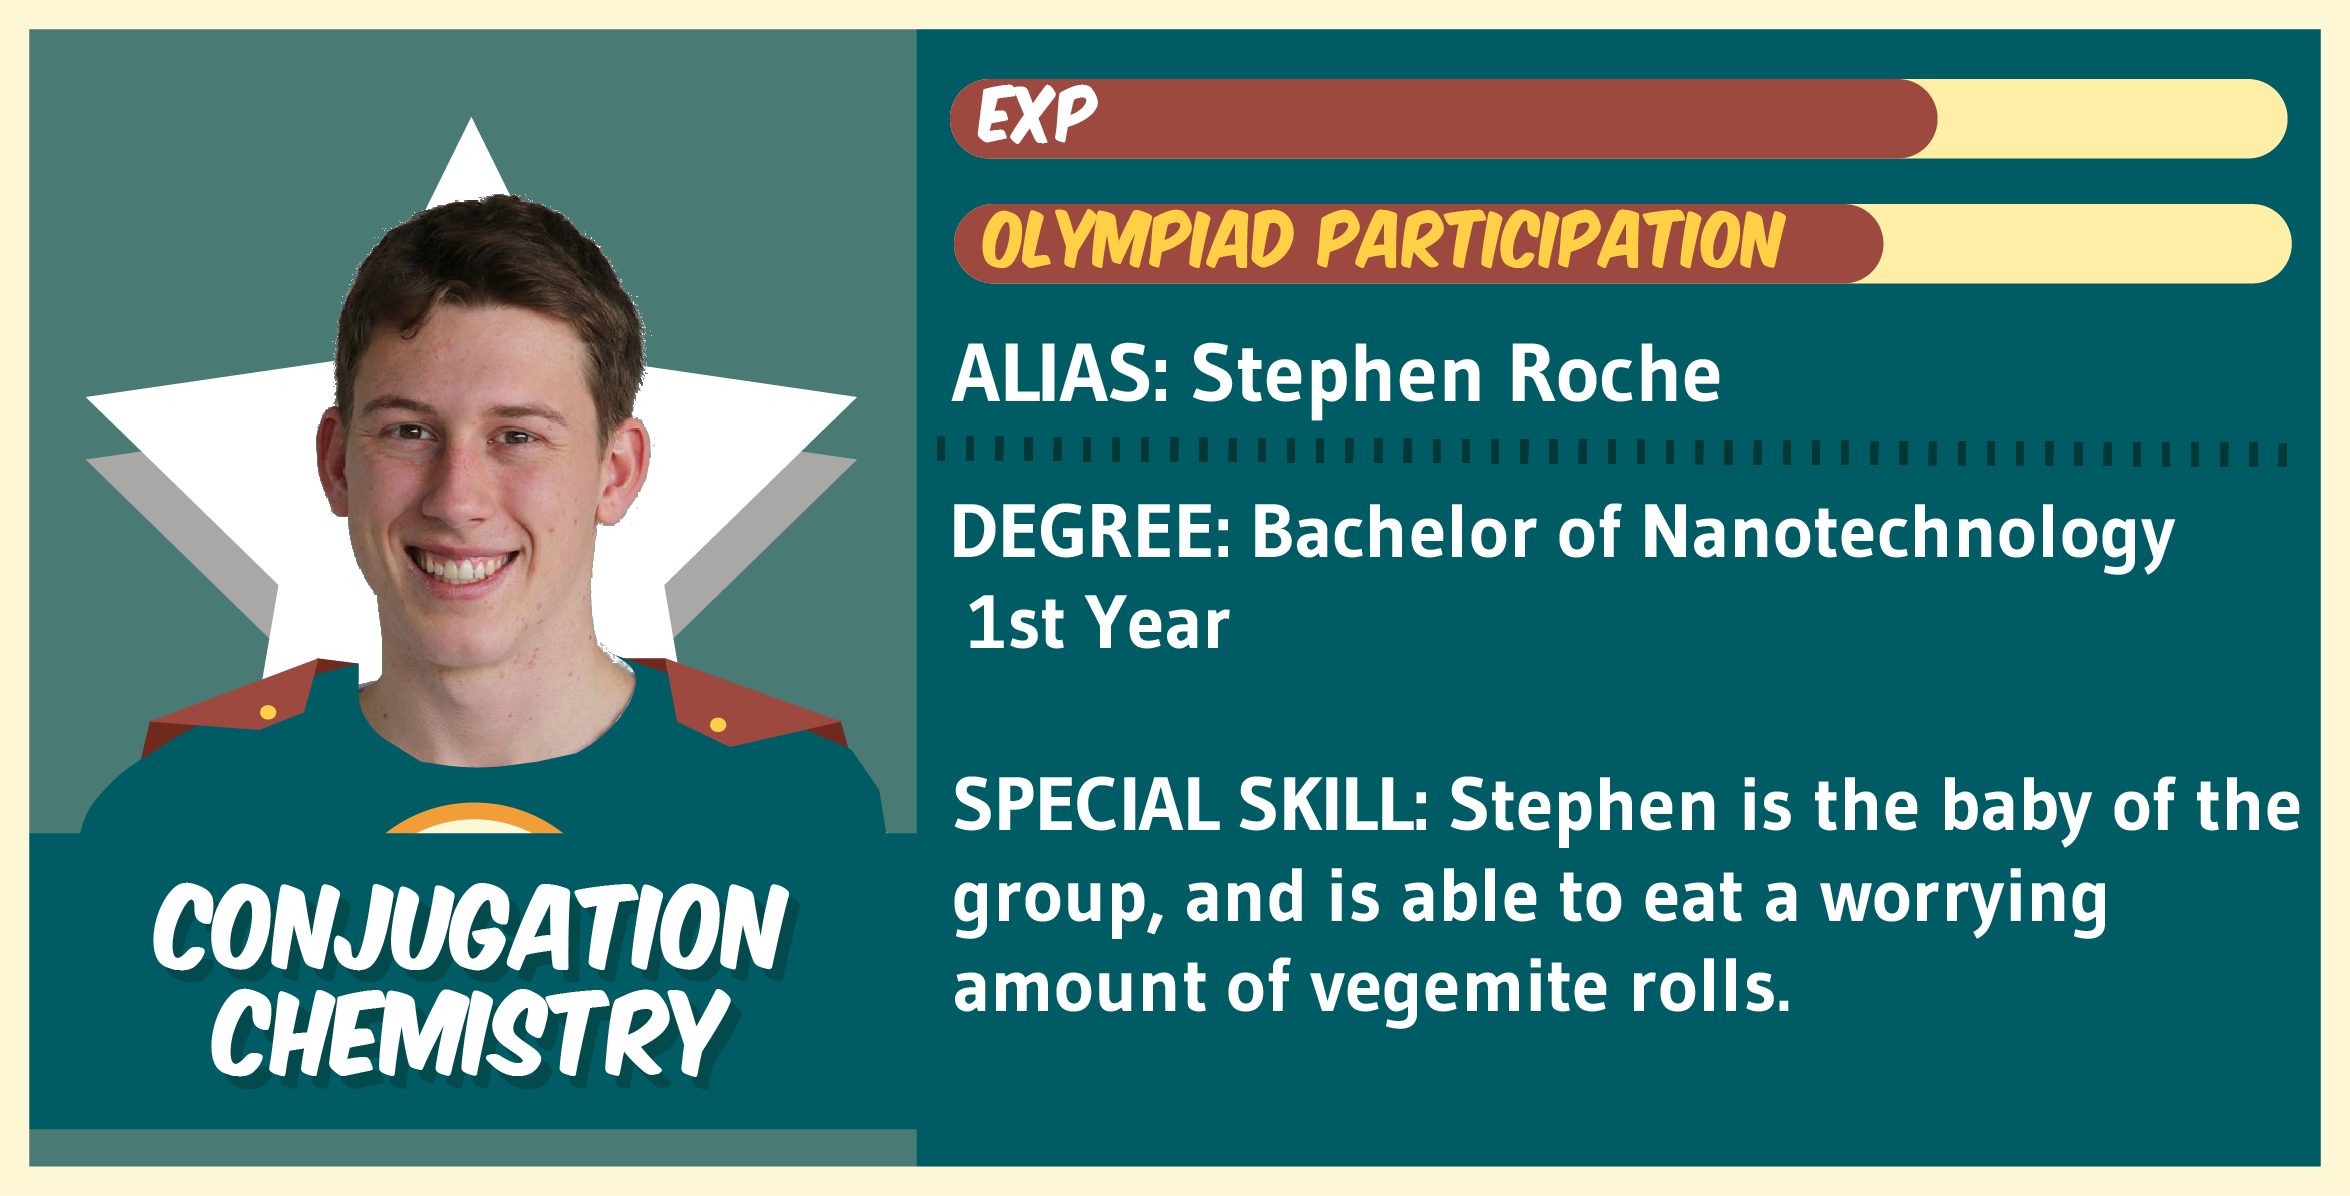 EXP
OLYMPIAD PARTICIPATION
ALIAS: Stephen Roche
DEGREE: Bachelor of Nanotechnology
1st Year
SPECIAL SKILL: Stephen is the baby of the
group, and is able to eat a worrying
amount of vegemite rolls.
CONJUGATION
CHEMISTRY